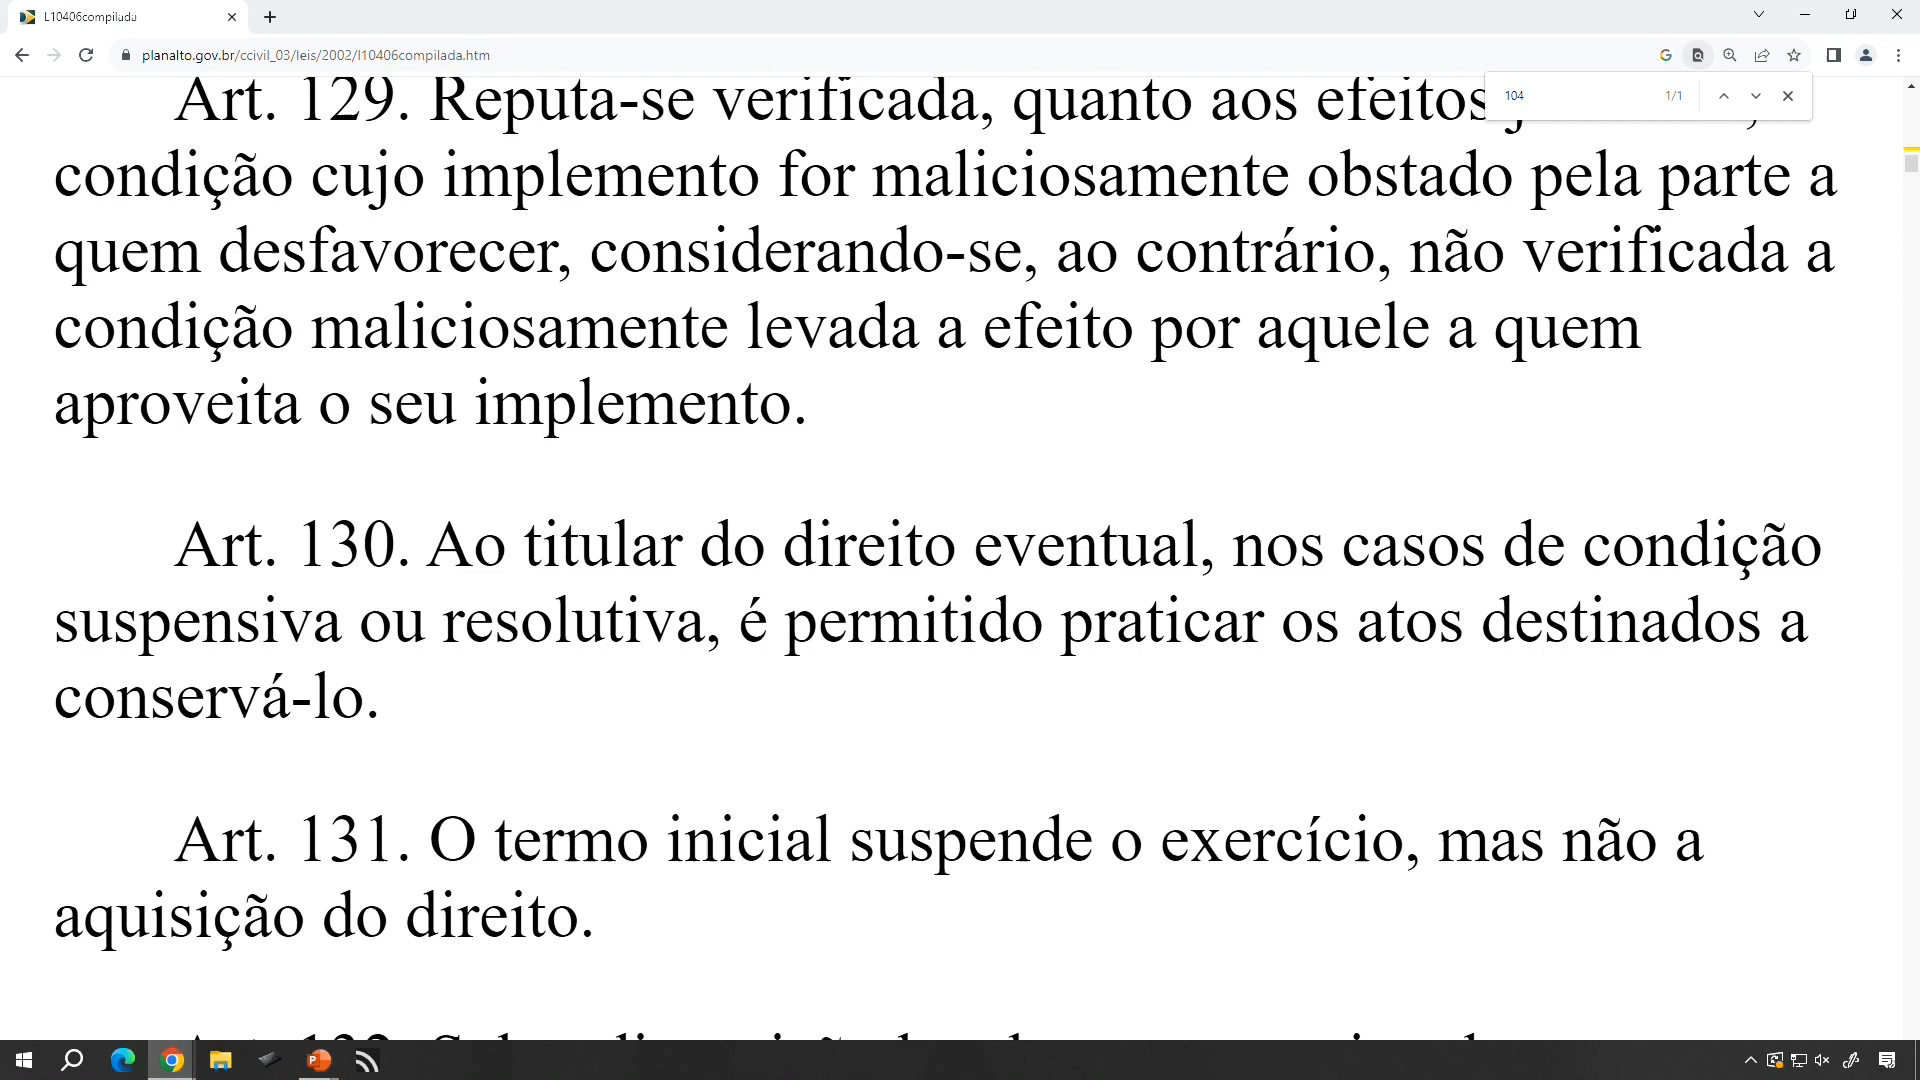 L10406compilado
planalto.gov.br/ccivil_03/leis/2002/l10406compilada.htm
104
1/1
Art. 129. Reputa-se verificada, quanto aos efeitos
condição cujo implemento for maliciosamente obstado pela parte a
quem desfavorecer, considerando-se, ao contrário, não verificada a
condição maliciosamente levada a efeito por aquele a quem
aproveita o seu implemento.
Art. 130. Ao titular do direito eventual, nos casos de condição
suspensiva ou resolutiva, é permitido praticar os atos destinados a
conservá-lo.
Art. 131. O termo inicial suspende o exercício, mas não a
aquisição do direito.